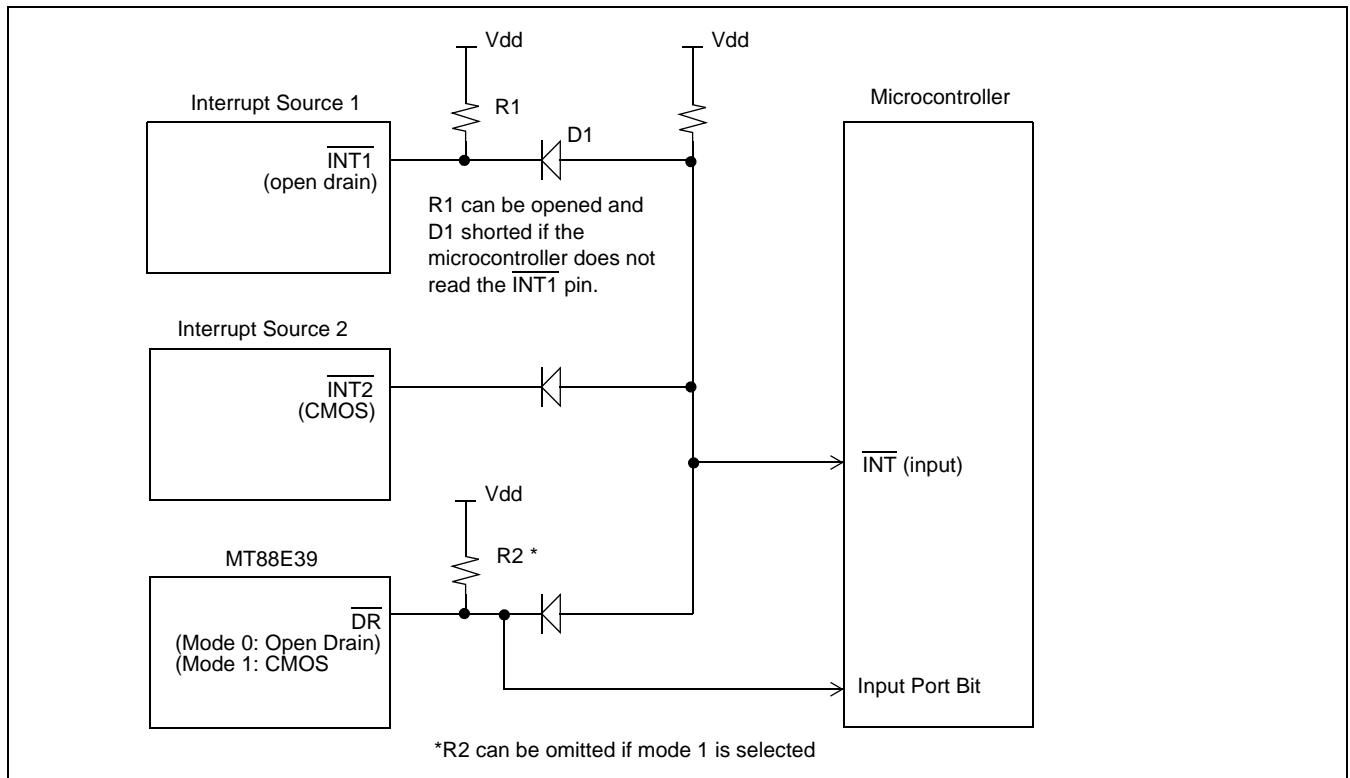 Vdd
Vdd
Interrupt Source 1
R1
Microcontroller
D1
INT1
(open drain)
R1 can be opened and
D1 shorted if the
microcontroller does not
read the INT1 pin.
Interrupt Source 2
INT2
(CMOS)
INT (input)
Vdd
R2 *
MT88E39
DR
(Mode 0: Open Drain)
(Mode 1: CMOS
Input Port Bit
*R2 can be omitted if mode 1 is selected